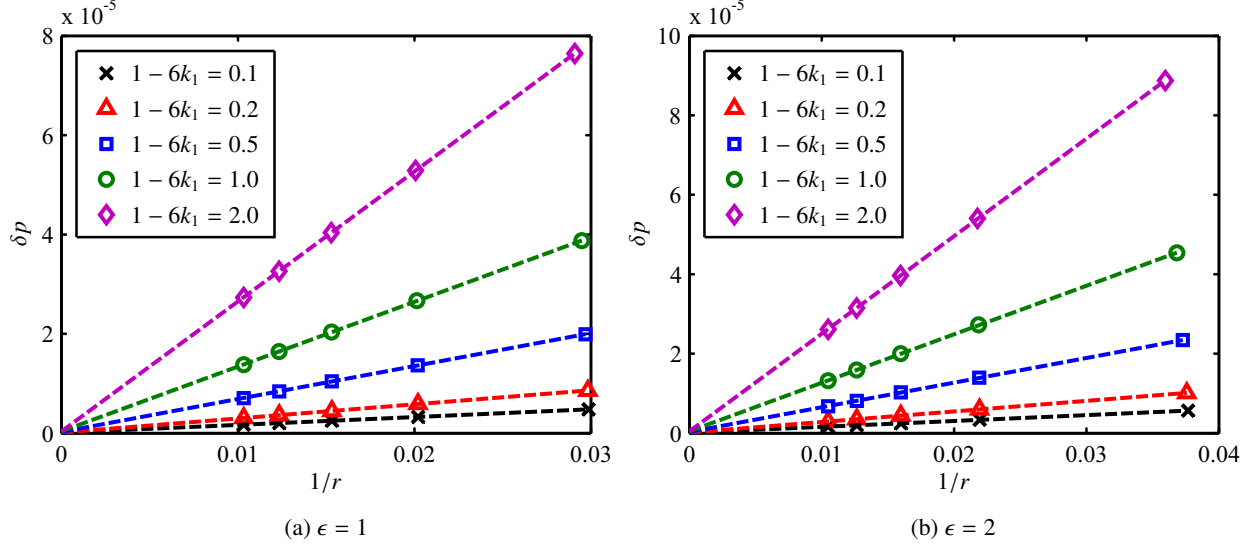 x 10⁻⁵
8
6
4
2
0
δp
1 − 6k₁ = 0.1
1 − 6k₁ = 0.2
1 − 6k₁ = 0.5
1 − 6k₁ = 1.0
1 − 6k₁ = 2.0
0 0.01 0.02 0.03
1/r
(a) ϵ = 1
x 10⁻⁵
10
8
6
4
2
0
δp
1 − 6k₁ = 0.1
1 − 6k₁ = 0.2
1 − 6k₁ = 0.5
1 − 6k₁ = 1.0
1 − 6k₁ = 2.0
0 0.01 0.02 0.03 0.04
1/r
(b) ϵ = 2